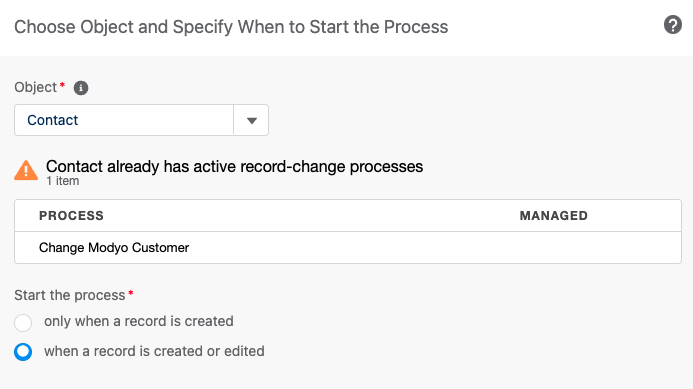 Choose Object and Specify When to Start the Process
?
Object*
i
Contact
Contact already has active record-change processes
1 item
PROCESS MANAGED
Change Modyo Customer
Start the process*
only when a record is created
when a record is created or edited